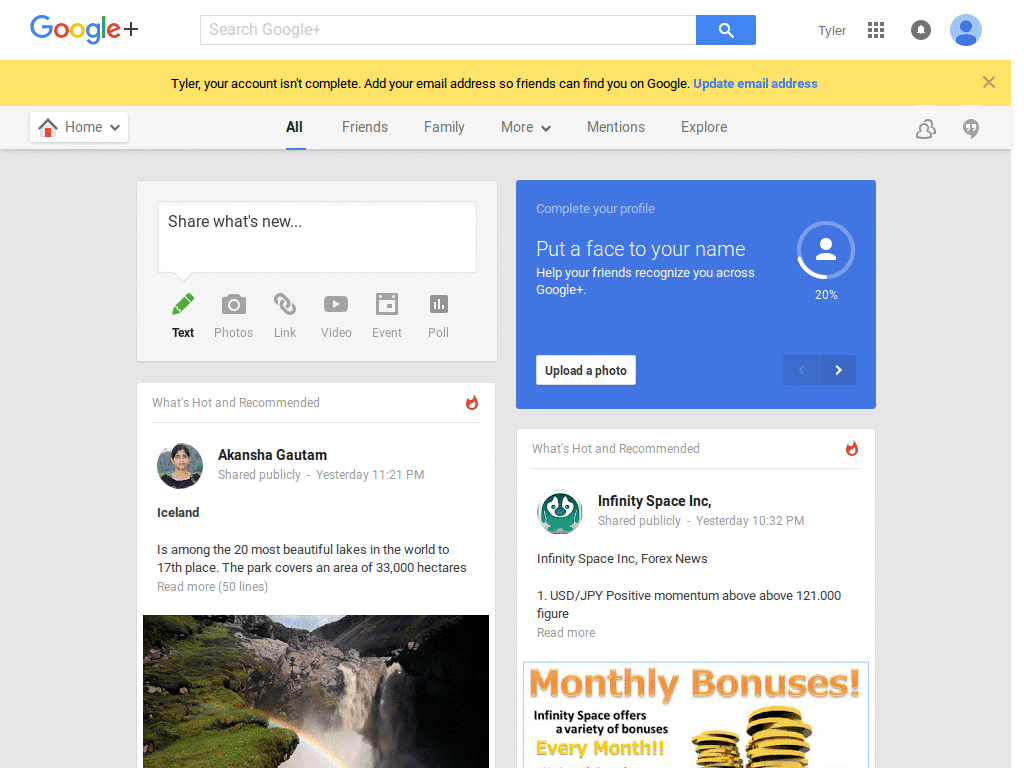 Google+
Search Google+
Tyler
Tyler, your account isn't complete. Add your email address so friends can find you on Google. Update email address
Home
All
Friends
Family
More
Mentions
Explore
Share what's new...
Text
Photos
Link
Video
Event
Poll
Complete your profile
Put a face to your name
Help your friends recognize you across
Google+.
20%
Upload a photo
What's Hot and Recommended
Akansha Gautam
Shared publicly - Yesterday 11:21 PM
Iceland
Is among the 20 most beautiful lakes in the world to
17th place. The park covers an area of 33,000 hectares
Read more (50 lines)
What's Hot and Recommended
Infinity Space Inc,
Shared publicly - Yesterday 10:32 PM
Infinity Space Inc, Forex News
1. USD/JPY Positive momentum above above 121.000
figure
Read more
Monthly Bonuses!
Infinity Space offers
a variety of bonuses
Every Month!!